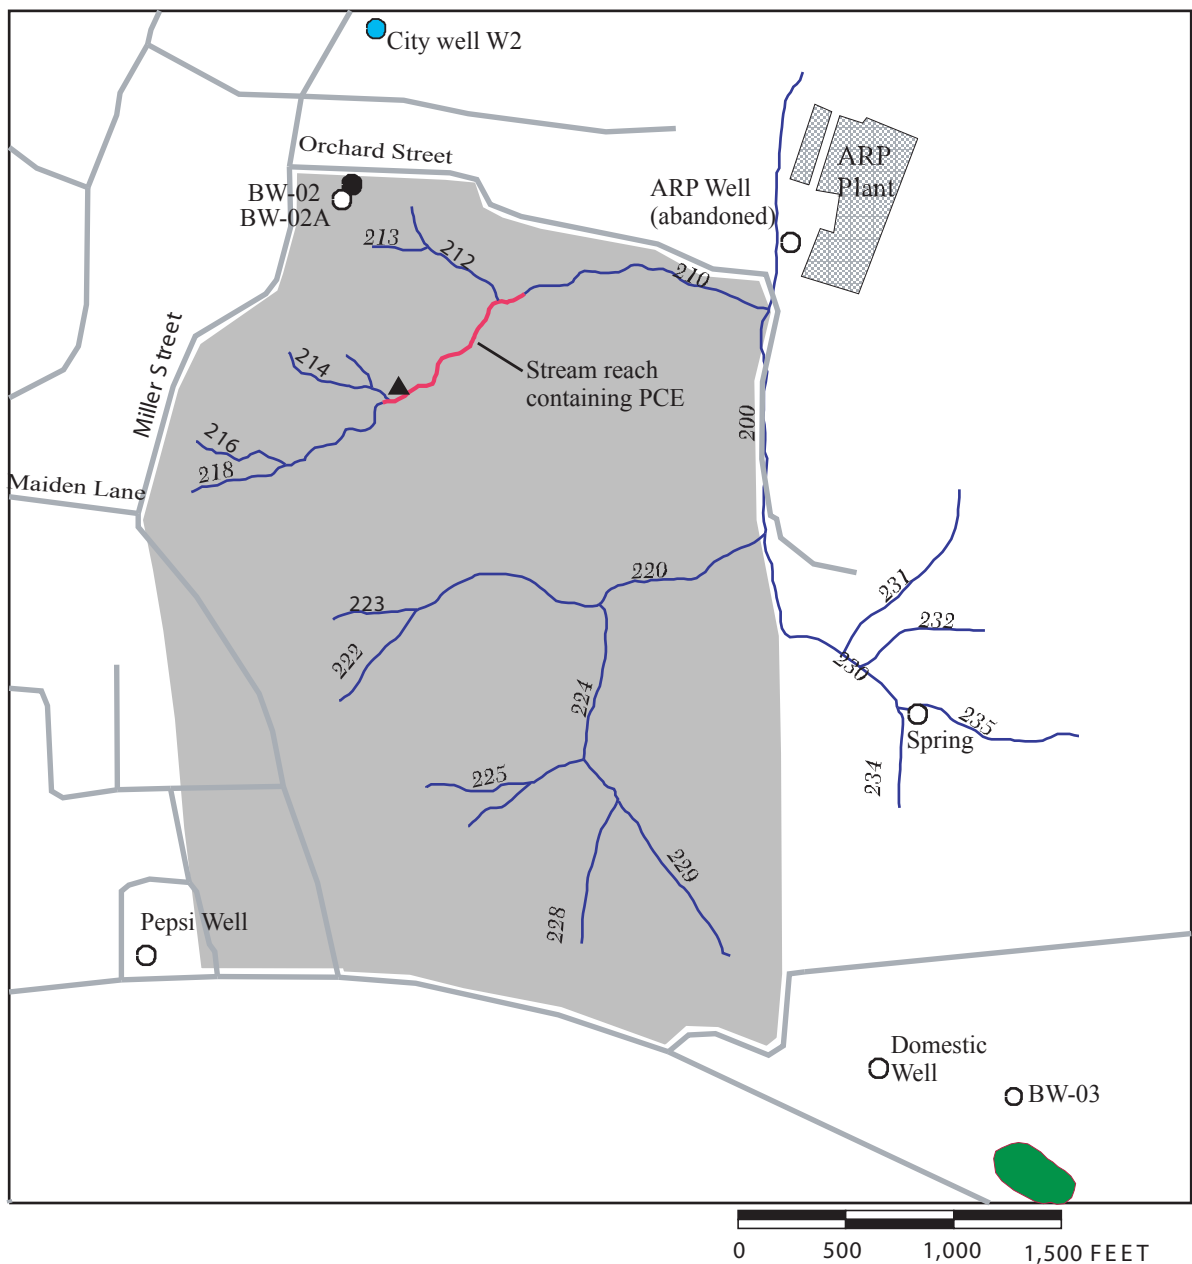 City well W2
Orchard Street
ARP
Plant
ARP Well
(abandoned)
BW-02
BW-02A
213
212
210
Stream reach
containing PCE
214
Miller Street
200
216
218
Maiden Lane
220
231
223
232
222
230
224
235
Spring
225
234
229
228
Pepsi Well
Domestic
Well
BW-03
0 500 1,000 1,500 FEET